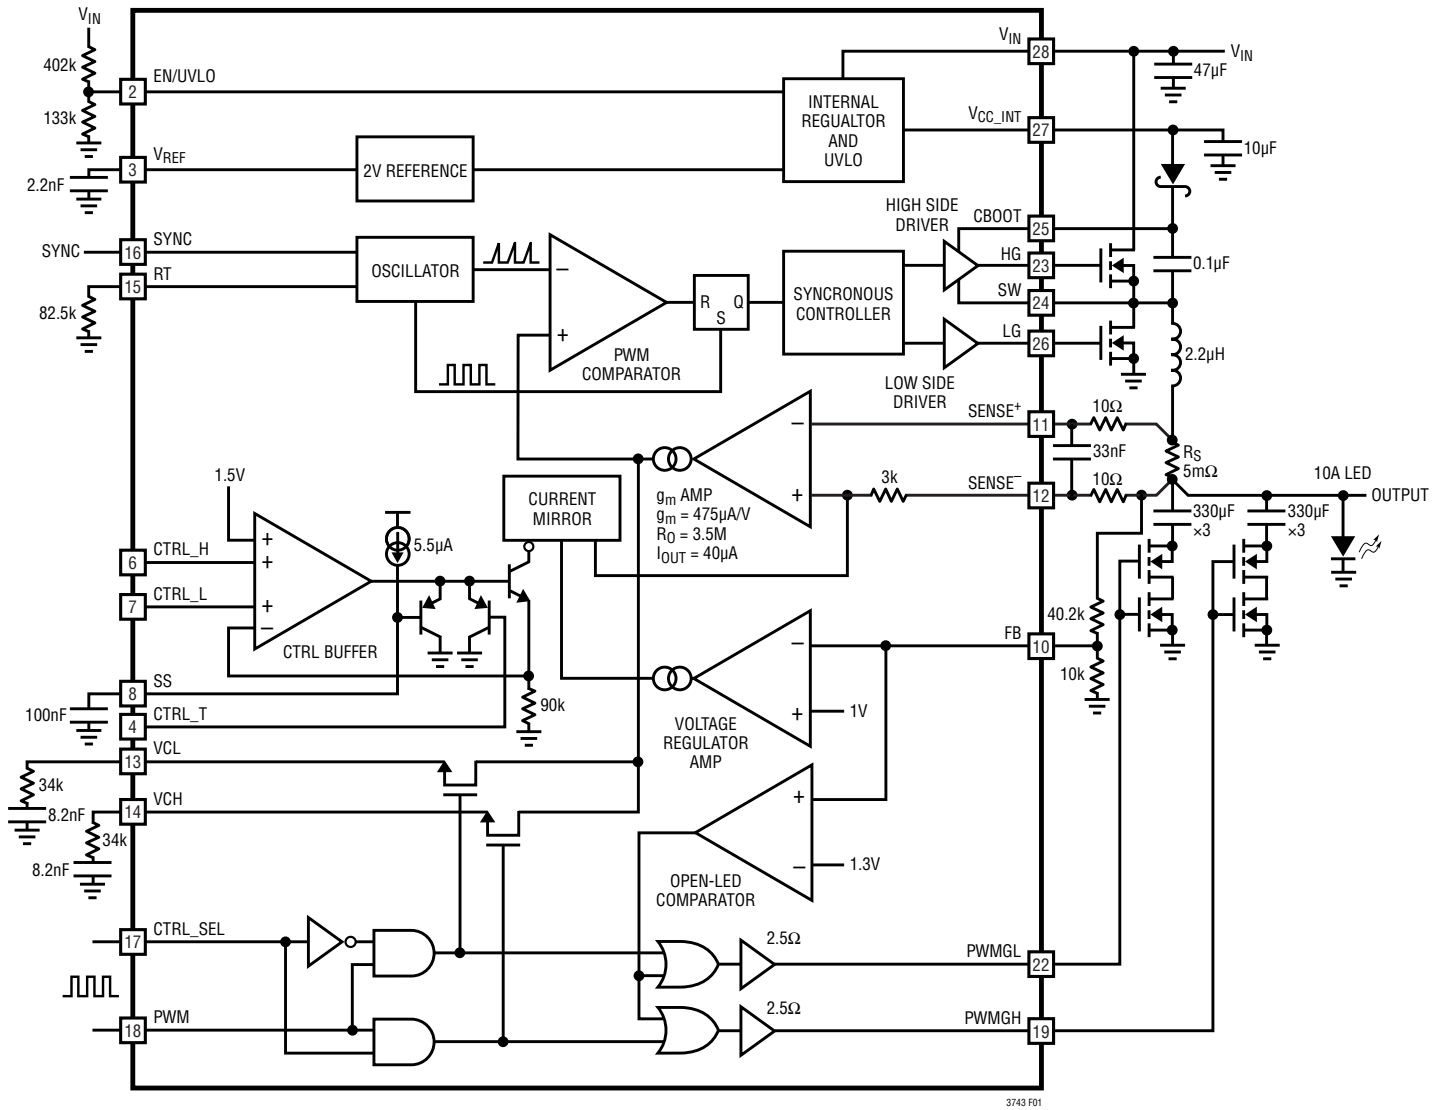 VIN
402k
133k
2
EN/UVLO
3
VREF
2.2nF
2V REFERENCE
INTERNAL
REGUALTOR
AND
UVLO
VIN
28
VIN
47µF
VCC_INT
27
10µF
SYNC
16
SYNC
15
RT
82.5k
OSCILLATOR
–
+
PWM
COMPARATOR
R
Q
S
SYNCRONOUS
CONTROLLER
HIGH SIDE
DRIVER
LOW SIDE
DRIVER
CBOOT
25
HG
23
SW
24
LG
26
0.1µF
2.2µH
SENSE+
11
10Ω
33nF
RS
5mΩ
SENSE–
12
10Ω
3k
–
+
gm AMP
gm = 475µA/V
RO = 3.5M
IOUT = 40µA
CURRENT
MIRROR
10A LED
OUTPUT
330µF
×3
330µF
×3
1.5V
5.5µA
6
CTRL_H
7
CTRL_L
+
+
+
–
CTRL BUFFER
8
SS
100nF
4
CTRL_T
90k
FB
10
40.2k
10k
–
+
1V
VOLTAGE
REGULATOR
AMP
13
VCL
34k
8.2nF
14
VCH
34k
8.2nF
+
–
1.3V
OPEN-LED
COMPARATOR
17
CTRL_SEL
18
PWM
2.5Ω
PWMGL
22
2.5Ω
PWMGH
19
3743 F01